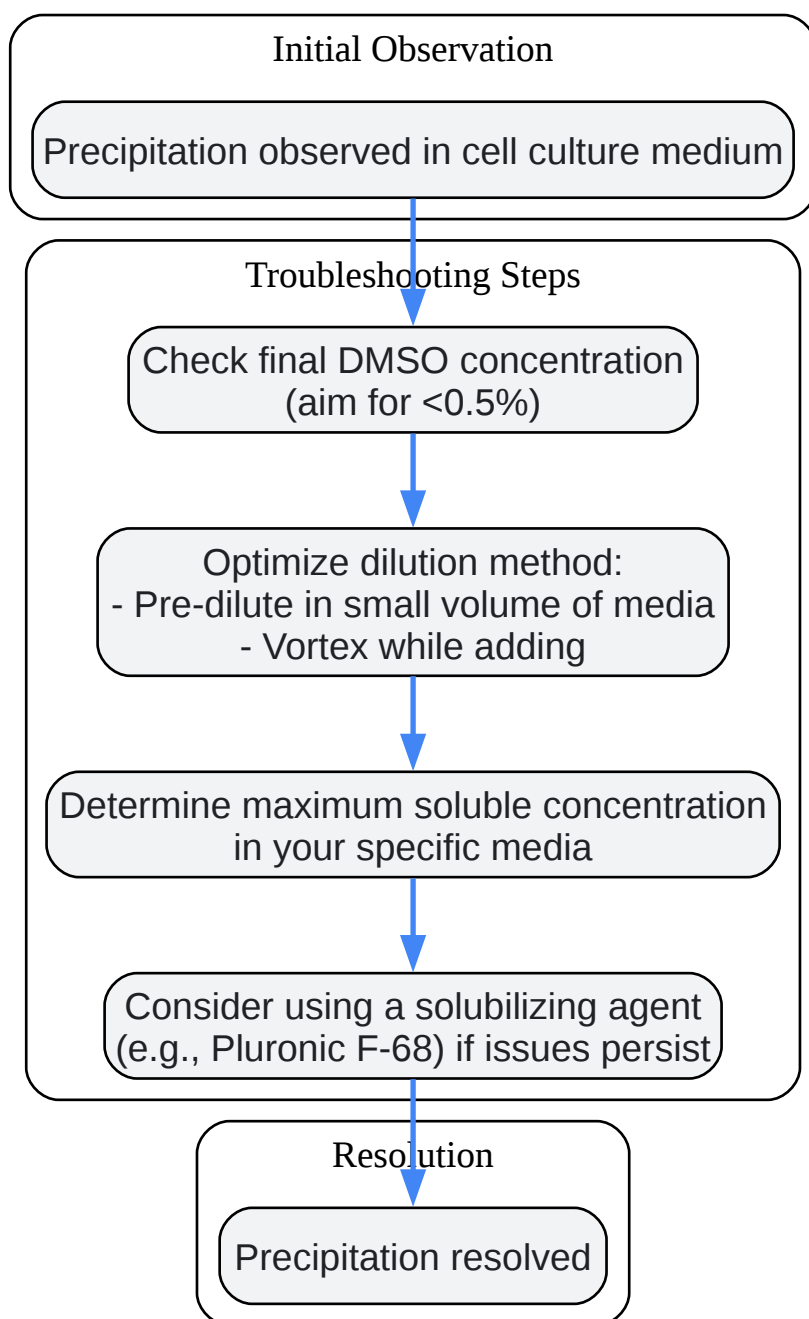 Initial Observation
Precipitation observed in cell culture medium
Troubleshooting Steps
Check final DMSO concentration
(aim for <0.5%)
Optimize dilution method:
- Pre-dilute in small volume of media
- Vortex while adding
Determine maximum soluble concentration
in your specific media
Consider using a solubilizing agent
(e.g., Pluronic F-68) if issues persist
Resolution
Precipitation resolved